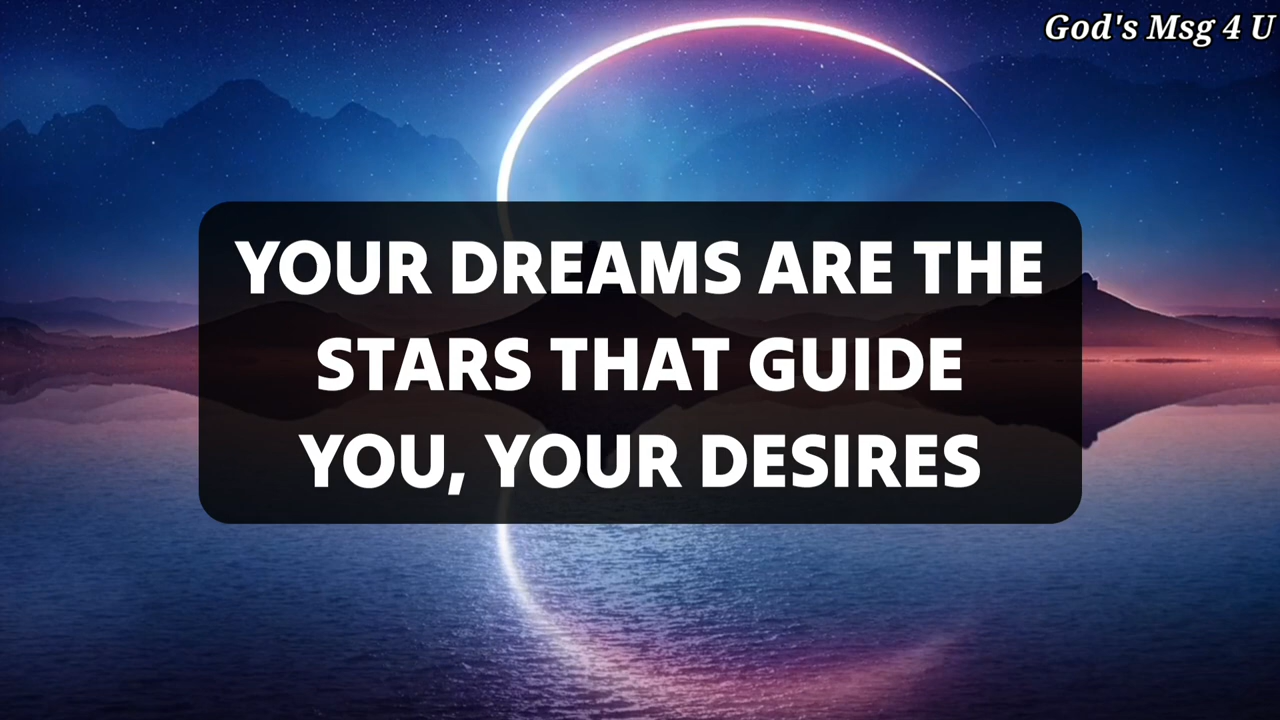 God's Msg 4 U
YOUR DREAMS ARE THE
STARS THAT GUIDE
YOU, YOUR DESIRES